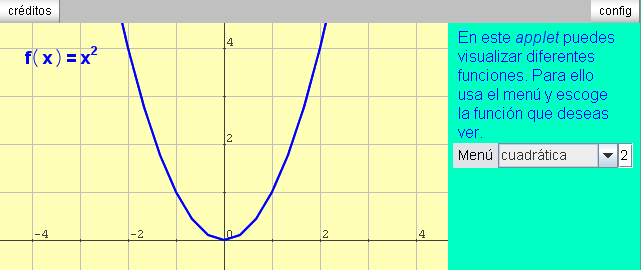 créditos
config
f( x ) = x²
4
2
-4
-2
0
2
4
En este applet puedes
visualizar diferentes
funciones. Para ello
usa el menú y escoge
la función que deseas
ver.
Menú cuadrática 2